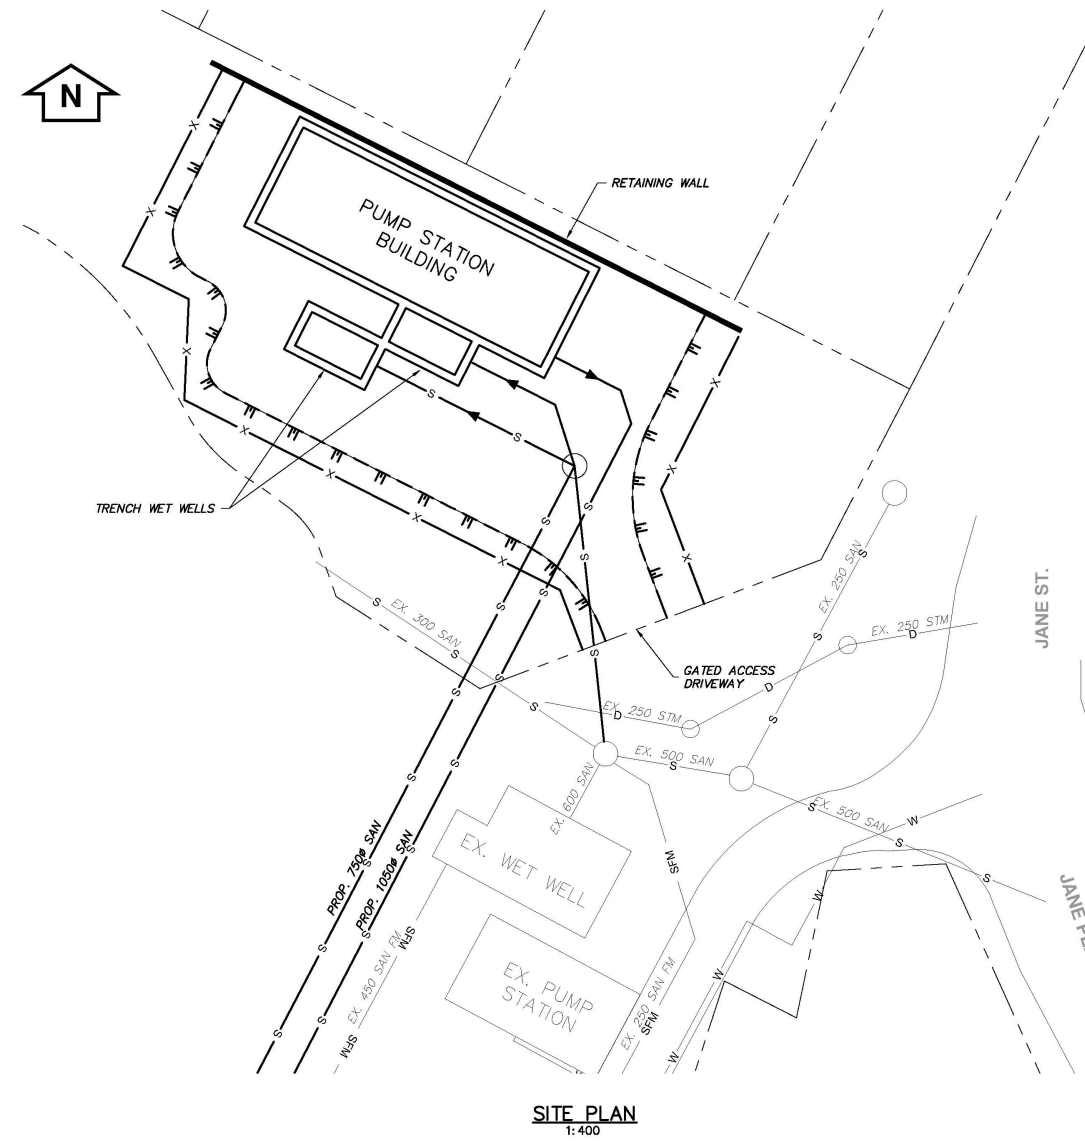 N
RETAINING WALL
PUMP STATION
BUILDING
TRENCH WET WELLS
X
X
X
X
X
X
X
X
X
X
X
S
S
S
S
S
S
S
S
EX. 300 SAN
S
S
S
EX. 250 SAN
S
S
S
EX. 250 STM
D
JANE ST.
GATED ACCESS
DRIVEWAY
D
EX. 250 STM
D
EX. 500 SAN
S
EX. 500 SAN
S
S
S
EX. 600 SAN
EX. WET WELL
SFM
W
W
W
W
W
PROP. 750ø SAN
S
S
S
S
S
PROP. 1050ø SAN
S
S
S
S
S
EX. 450 SAN FM
SFM
SFM
EX. PUMP
STATION
EX. 250 SAN FM
SFM
SITE PLAN
1:400